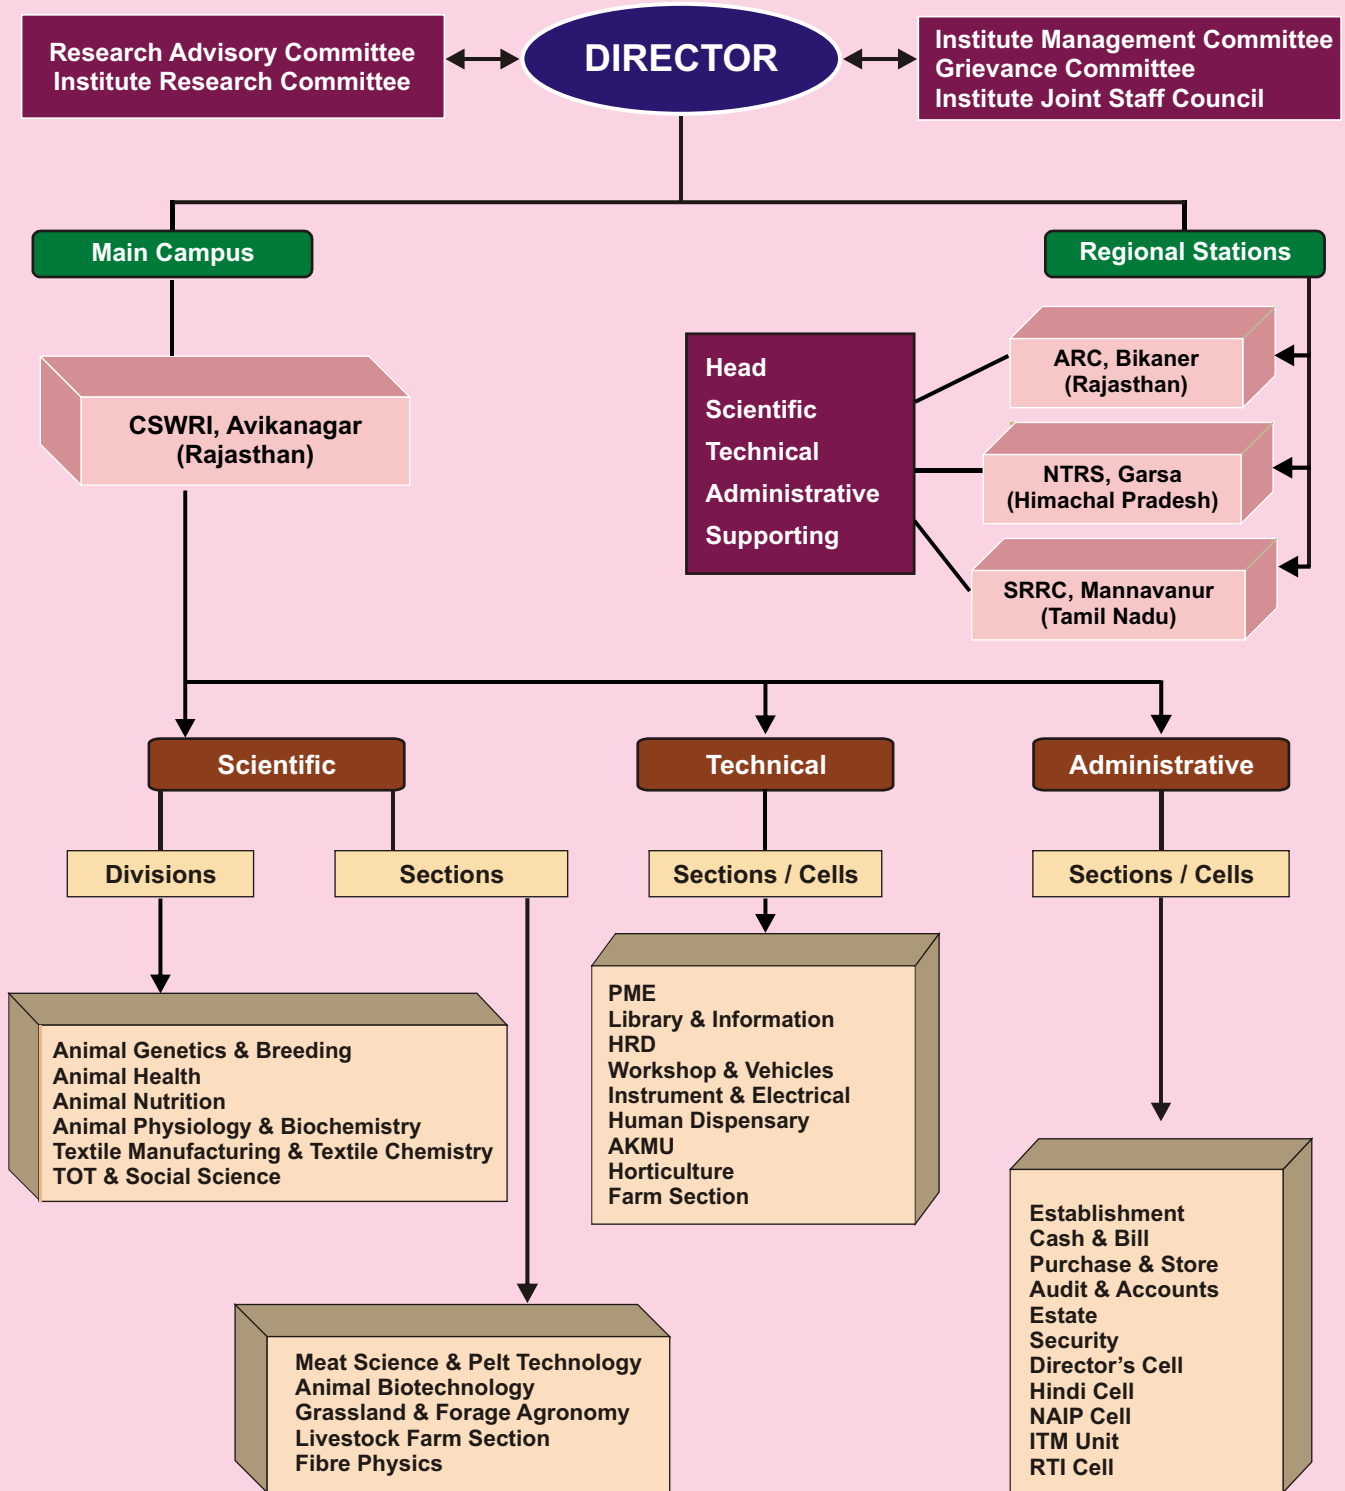 Research Advisory Committee
Institute Research Committee
DIRECTOR
Institute Management Committee
Grievance Committee
Institute Joint Staff Council
Main Campus
Regional Stations
CSWRI, Avikanagar
(Rajasthan)
Head
Scientific
Technical
Administrative
Supporting
ARC, Bikaner
(Rajasthan)
NTRS, Garsa
(Himachal Pradesh)
SRRC, Mannavanur
(Tamil Nadu)
Scientific
Technical
Administrative
Divisions
Sections
Sections / Cells
Sections / Cells
Animal Genetics & Breeding
Animal Health
Animal Nutrition
Animal Physiology & Biochemistry
Textile Manufacturing & Textile Chemistry
TOT & Social Science
PME
Library & Information
HRD
Workshop & Vehicles
Instrument & Electrical
Human Dispensary
AKMU
Horticulture
Farm Section
Meat Science & Pelt Technology
Animal Biotechnology
Grassland & Forage Agronomy
Livestock Farm Section
Fibre Physics
Establishment
Cash & Bill
Purchase & Store
Audit & Accounts
Estate
Security
Director’s Cell
Hindi Cell
NAIP Cell
ITM Unit
RTI Cell